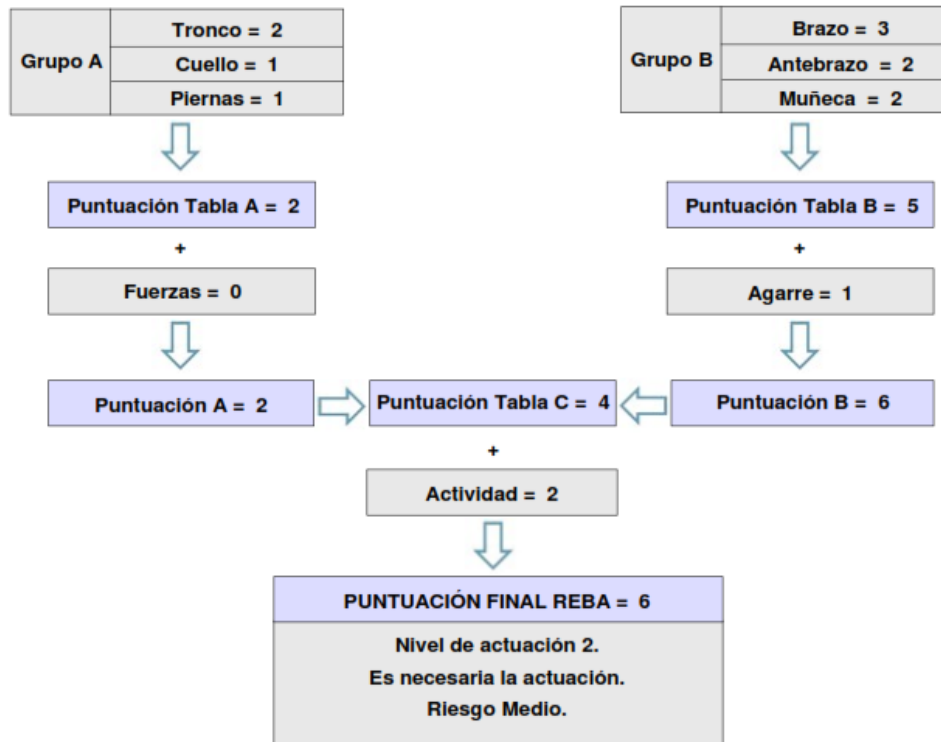 Grupo A
Tronco = 2
Cuello = 1
Piernas = 1
Grupo B
Brazo = 3
Antebrazo = 2
Muñeca = 2
Puntuación Tabla A = 2
Puntuación Tabla B = 5
+
+
Fuerzas = 0
Agarre = 1
Puntuación A = 2
Puntuación Tabla C = 4
Puntuación B = 6
+
Actividad = 2
PUNTUACIÓN FINAL REBA = 6
Nivel de actuación 2.
Es necesaria la actuación.
Riesgo Medio.